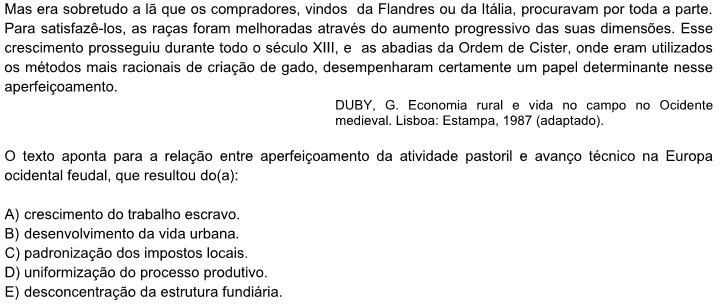 Mas era sobretudo a lã que os compradores, vindos da Flandres ou da Itália, procuravam por toda a parte.
Para satisfazê-los, as raças foram melhoradas através do aumento progressivo das suas dimensões. Esse
crescimento prosseguiu durante todo o século XIII, e as abadias da Ordem de Cister, onde eram utilizados
os métodos mais racionais de criação de gado, desempenharam certamente um papel determinante nesse
aperfeiçoamento.
DUBY, G. Economia rural e vida no campo no Ocidente
medieval. Lisboa: Estampa, 1987 (adaptado).
O texto aponta para a relação entre aperfeiçoamento da atividade pastoril e avanço técnico na Europa
ocidental feudal, que resultou do(a):
A) crescimento do trabalho escravo.
B) desenvolvimento da vida urbana.
C) padronização dos impostos locais.
D) uniformização do processo produtivo.
E) desconcentração da estrutura fundiária.